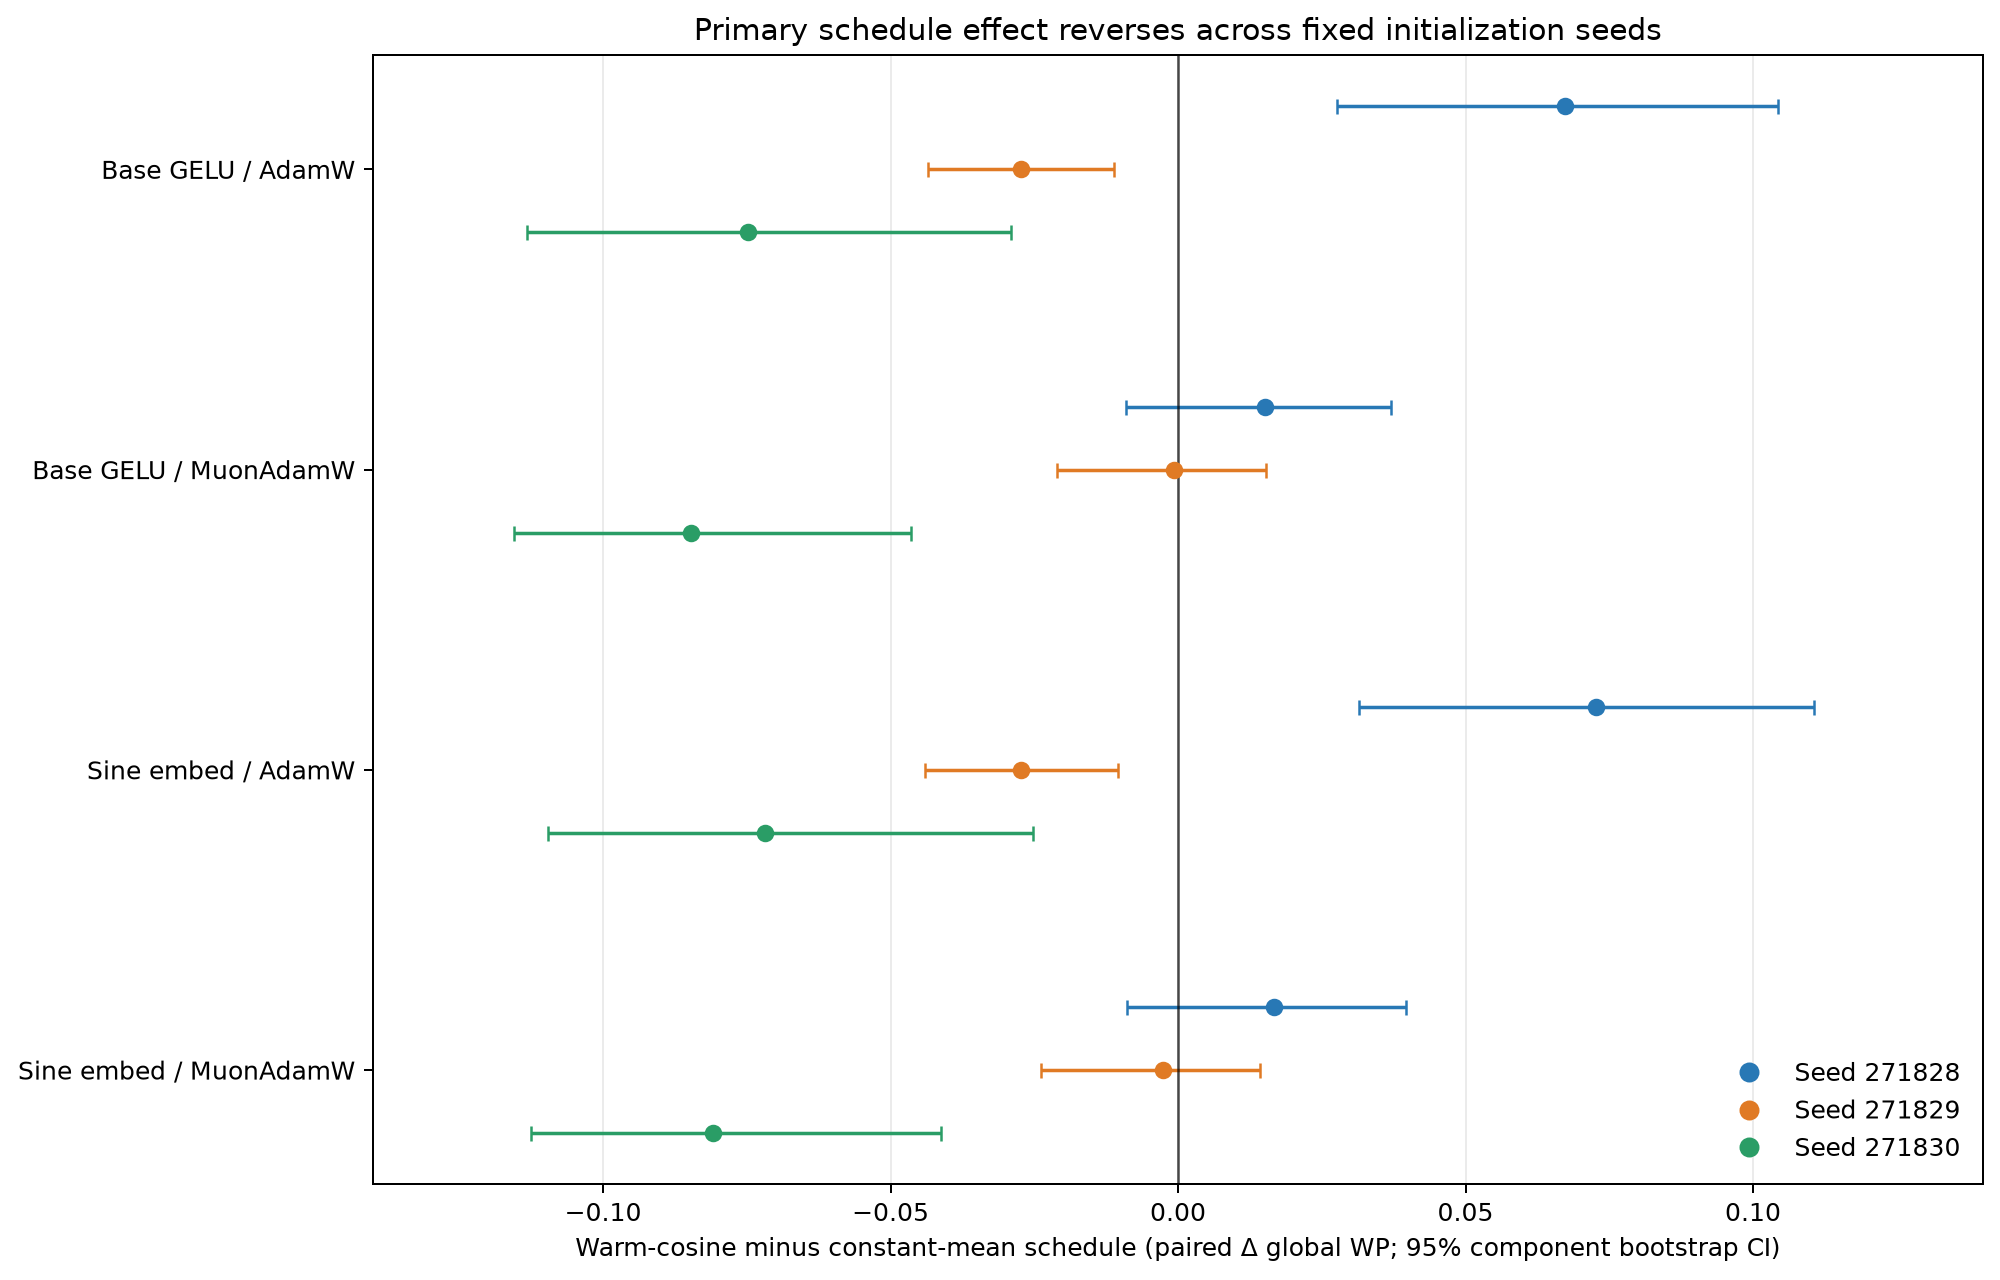 Primary schedule effect reverses across fixed initialization seeds
Base GELU / AdamW
Base GELU / MuonAdamW
Sine embed / AdamW
Sine embed / MuonAdamW
Seed 271828
Seed 271829
Seed 271830
−0.10
−0.05
0.00
0.05
0.10
Warm-cosine minus constant-mean schedule (paired Δ global WP; 95% component bootstrap CI)